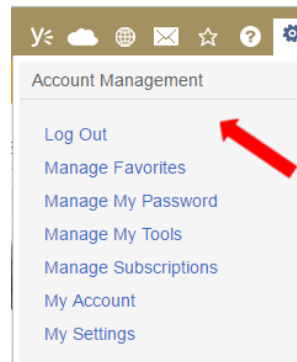 Account Management
Log Out
Manage Favorites
Manage My Password
Manage My Tools
Manage Subscriptions
My Account
My Settings